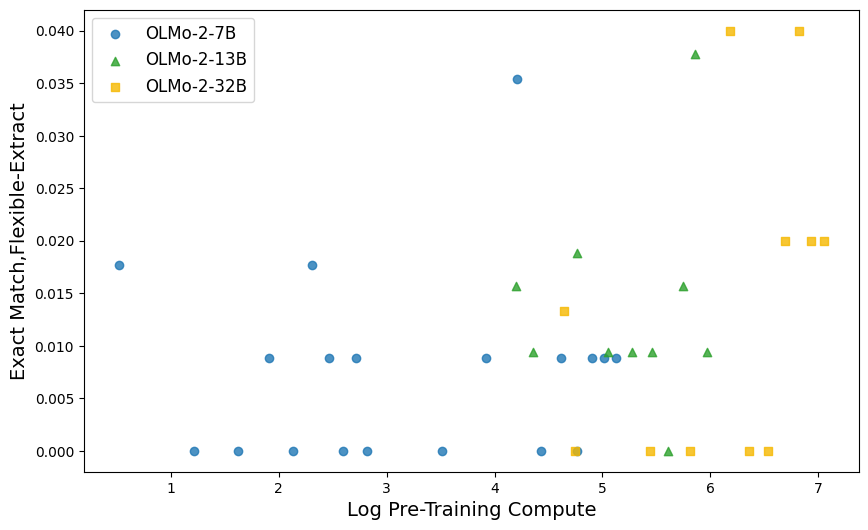 OLMo-2-7B
OLMo-2-13B
OLMo-2-32B
Exact Match,Flexible-Extract
0.040
0.035
0.030
0.025
0.020
0.015
0.010
0.005
0.000
1 2 3 4 5 6 7
Log Pre-Training Compute